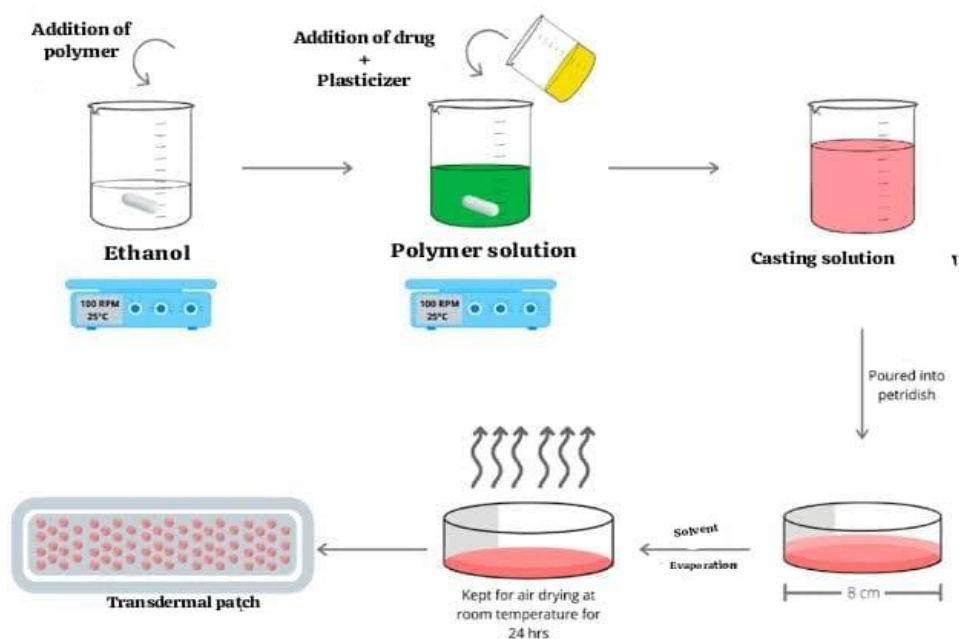 Addition of
polymer
Addition of drug
+
Plasticizer
Ethanol
Polymer solution
Casting solution
100 RPM
25°C
100 RPM
25°C
Poured into
petridish
Solvent
Evaporation
8 cm
Kept for air drying at
room temperature for
24 hrs
Transdermal patch